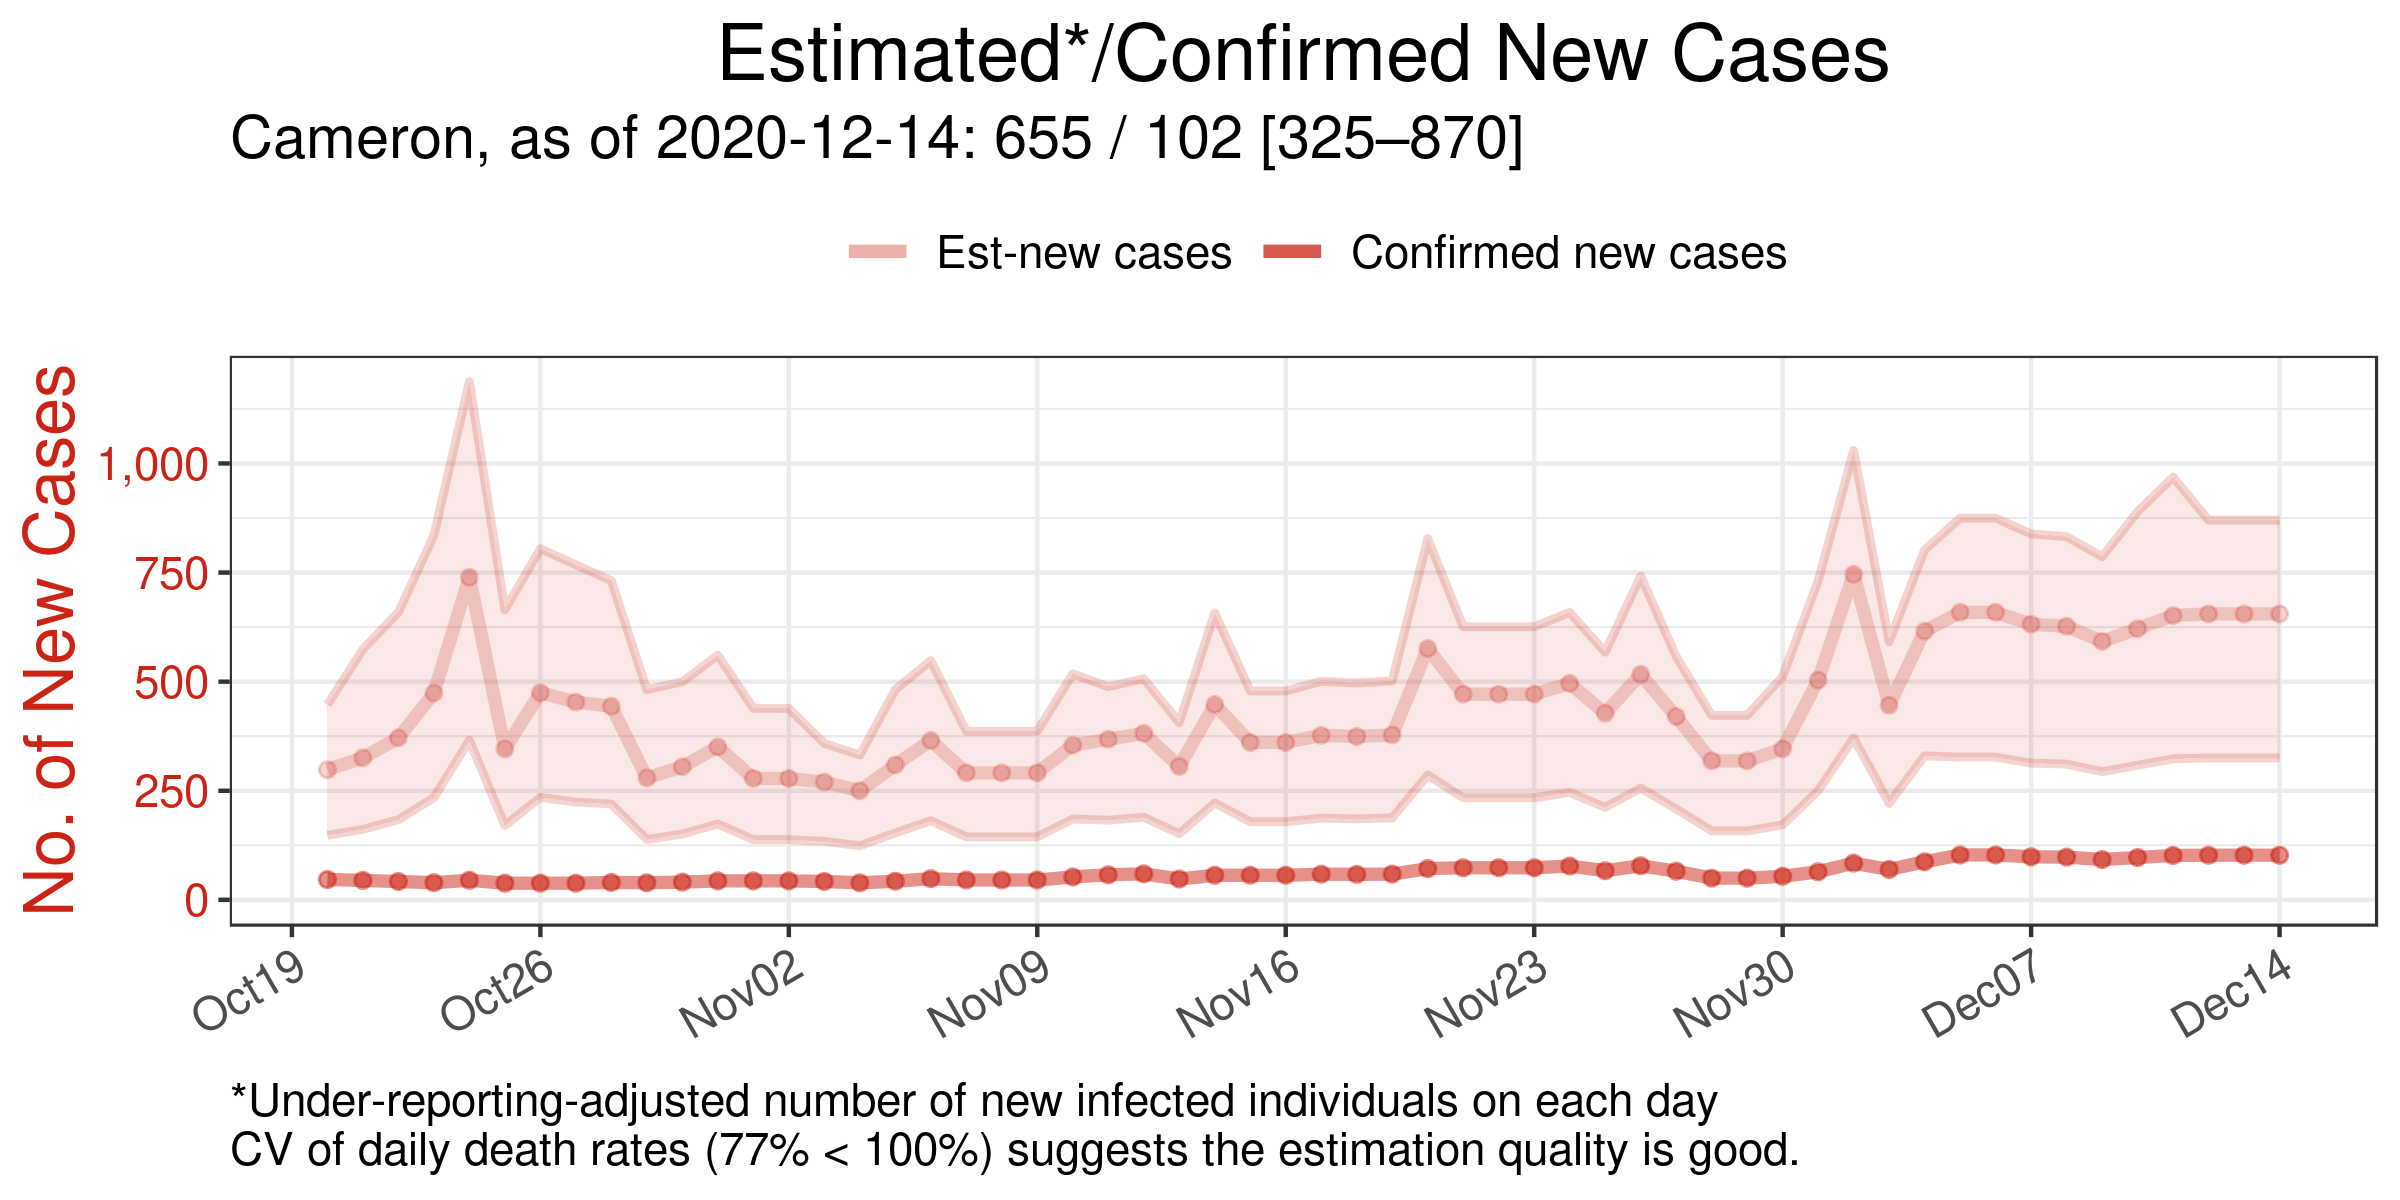 Estimated*/Confirmed New Cases
Cameron, as of 2020-12-14: 655 / 102 [325–870]
Est-new cases Confirmed new cases
No. of New Cases
1,000
750
500
250
0
Oct19 Oct26 Nov02 Nov09 Nov16 Nov23 Nov30 Dec07 Dec14
*Under-reporting-adjusted number of new infected individuals on each day
CV of daily death rates (77% < 100%) suggests the estimation quality is good.